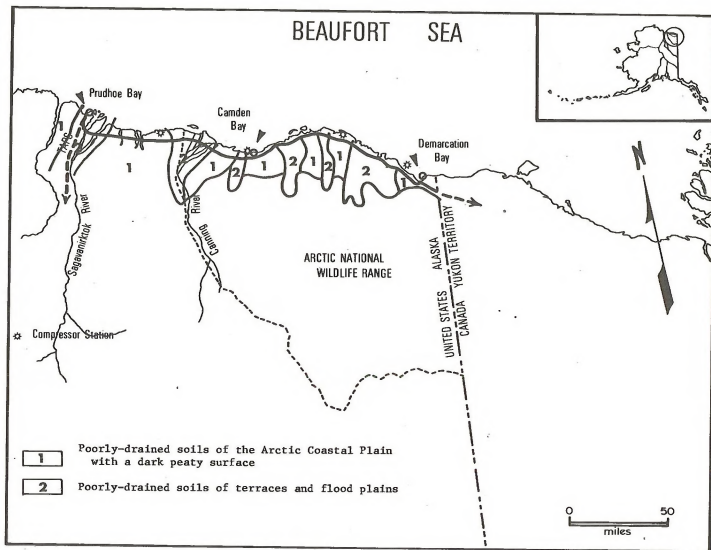 BEAUFORT SEA
Prudhoe Bay
Camden
Bay
Demarcation
Bay
1
TAPS
1
1
2
1
2
1
2
1
2
1
N
Sagavanirktok River
Canning River
ARCTIC NATIONAL
WILDLIFE RANGE
UNITED STATES ALASKA
CANADA YUKON TERRITORY
Compressor Station
1 Poorly-drained soils of the Arctic Coastal Plain
with a dark peaty surface
2 Poorly-drained soils of terraces and flood plains
0 50
miles